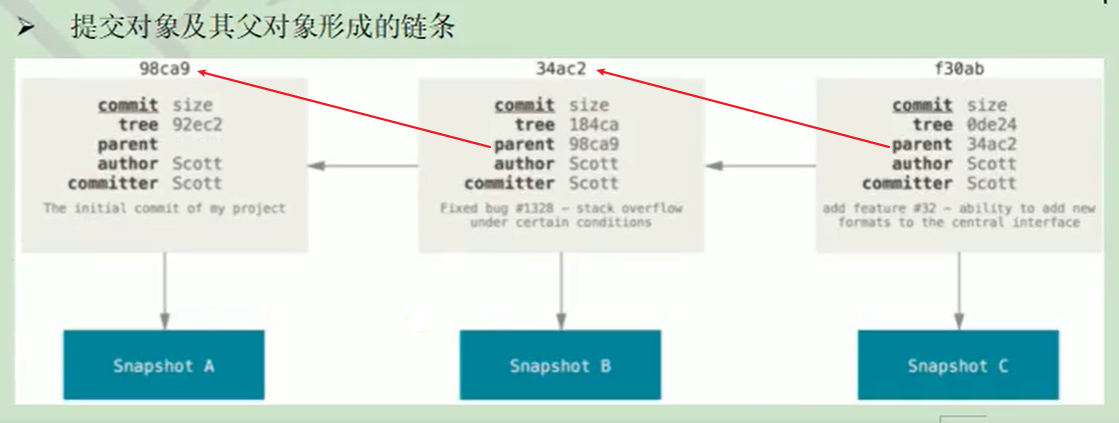 ➢ 提交对象及其父对象形成的链条
98ca9
commit size
tree 92ec2
parent
author Scott
committer Scott
The initial commit of my project
Snapshot A
34ac2
commit size
tree 184ca
parent 98ca9
author Scott
committer Scott
Fixed bug #1328 – stack overflow
under certain conditions
Snapshot B
f30ab
commit size
tree 0de24
parent 34ac2
author Scott
committer Scott
add feature #32 – ability to add new
formats to the central interface
Snapshot C